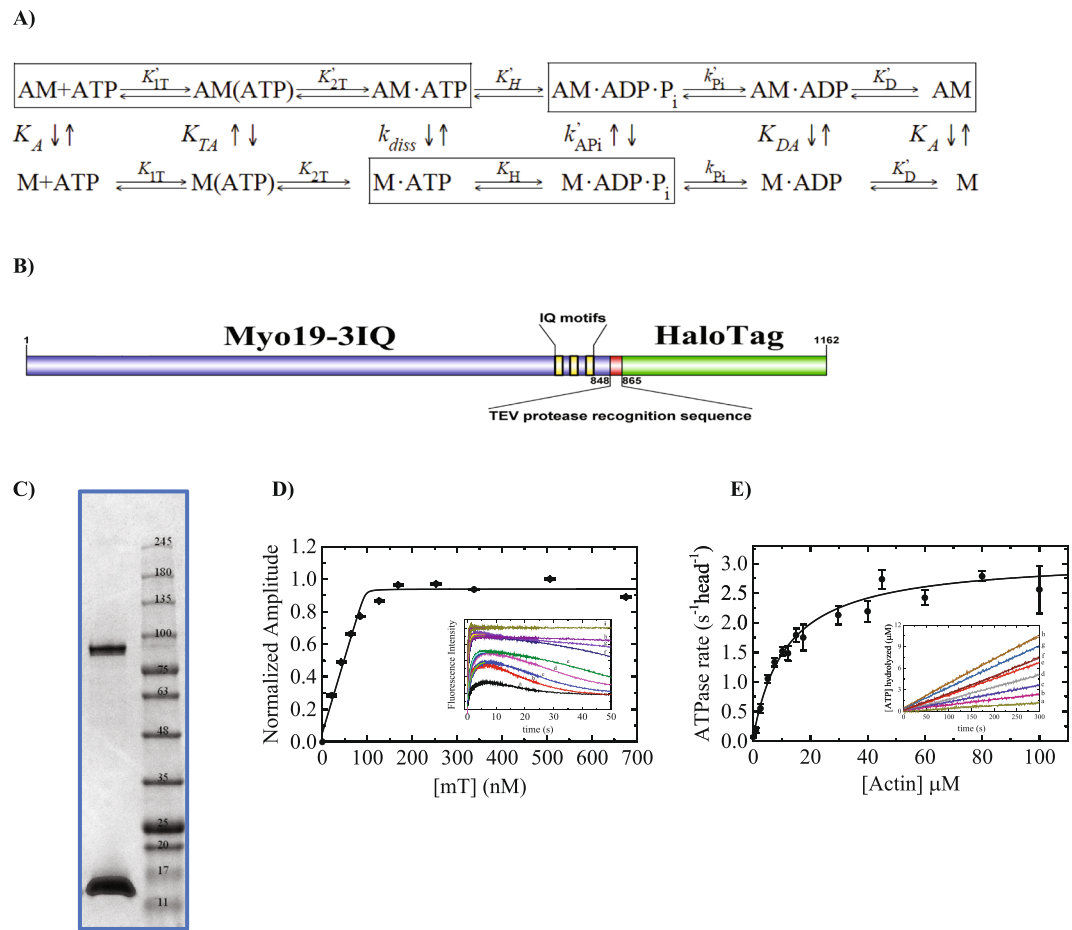 A)
AM+ATP K'1T AM(ATP) K'2T AM·ATP K'H AM·ADP·Pi k'Pi AM·ADP K'D AM
KA KTA kdiss k'APi KDA KA
M+ATP K1T M(ATP) K2T M·ATP KH M·ADP·Pi kPi M·ADP K'D M
B)
IQ motifs
Myo19-3IQ HaloTag
1 1162
848 865
TEV protease recognition sequence
C)
245
180
135
100
75
63
48
35
25
20
17
11
D)
Normalized Amplitude
1.2
1.0
0.8
0.6
0.4
0.2
0.0
0 100 200 300 400 500 600 700
[mT] (nM)
Fluorescence Intensity
0 10 20 30 40 50
time (s)
E)
ATPase rate (s-1head-1)
3.0
2.5
2.0
1.5
1.0
0.5
0.0
0 20 40 60 80 100
[Actin] μM
[ATP] hydrolyzed (μM)
12
9
6
3
0
0 50 100 150 200 250 300
time (s)
h
g
f
e
d
c
b
a